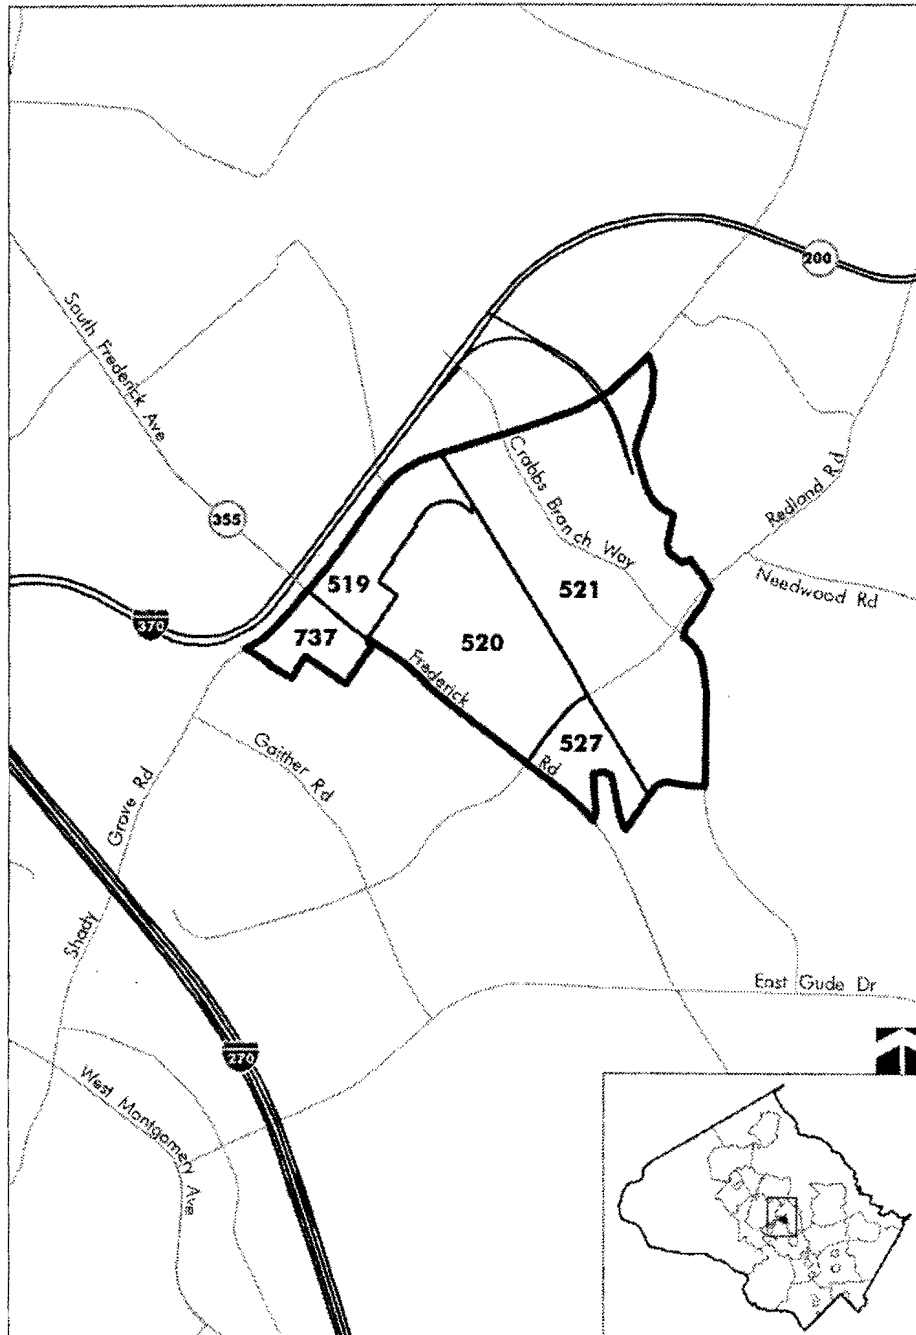 200
South Frederick Ave
355
Crabbs Branch Way
Redland Rd
Needwood Rd
370
519
521
737
520
Frederick Rd
527
Gaither Rd
Shady Grove Rd
East Gude Dr
270
West Montgomery Ave